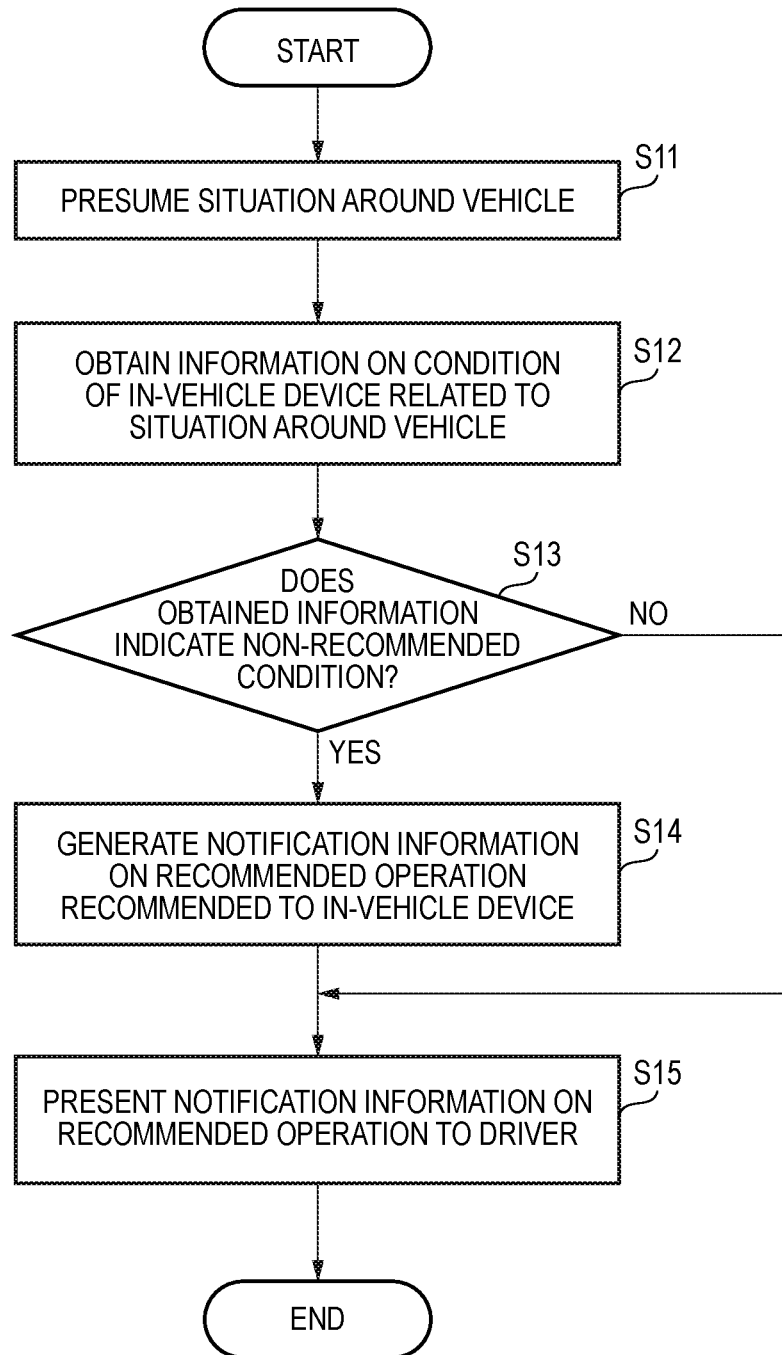 START
S11
PRESUME SITUATION AROUND VEHICLE
S12
OBTAIN INFORMATION ON CONDITION
OF IN-VEHICLE DEVICE RELATED TO
SITUATION AROUND VEHICLE
S13
DOES
OBTAINED INFORMATION
INDICATE NON-RECOMMENDED
CONDITION?
NO
YES
S14
GENERATE NOTIFICATION INFORMATION
ON RECOMMENDED OPERATION
RECOMMENDED TO IN-VEHICLE DEVICE
S15
PRESENT NOTIFICATION INFORMATION ON
RECOMMENDED OPERATION TO DRIVER
END